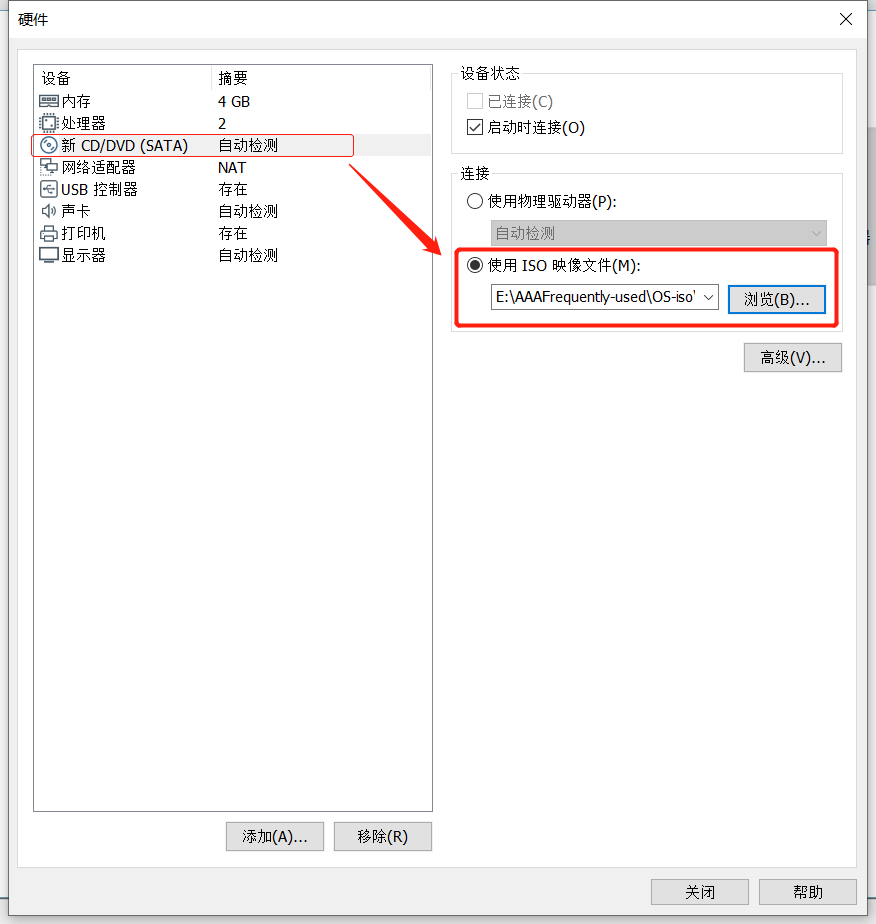 硬件
设备 摘要
内存 4 GB
处理器 2
新 CD/DVD (SATA) 自动检测
网络适配器 NAT
USB 控制器 存在
声卡 自动检测
打印机 存在
显示器 自动检测
添加(A)...
移除(R)
设备状态
已连接(C)
启动时连接(O)
连接
使用物理驱动器(P):
自动检测
使用 ISO 映像文件(M):
E:\AAAFrequently-used\OS-iso\
浏览(B)...
高级(V)...
关闭
帮助